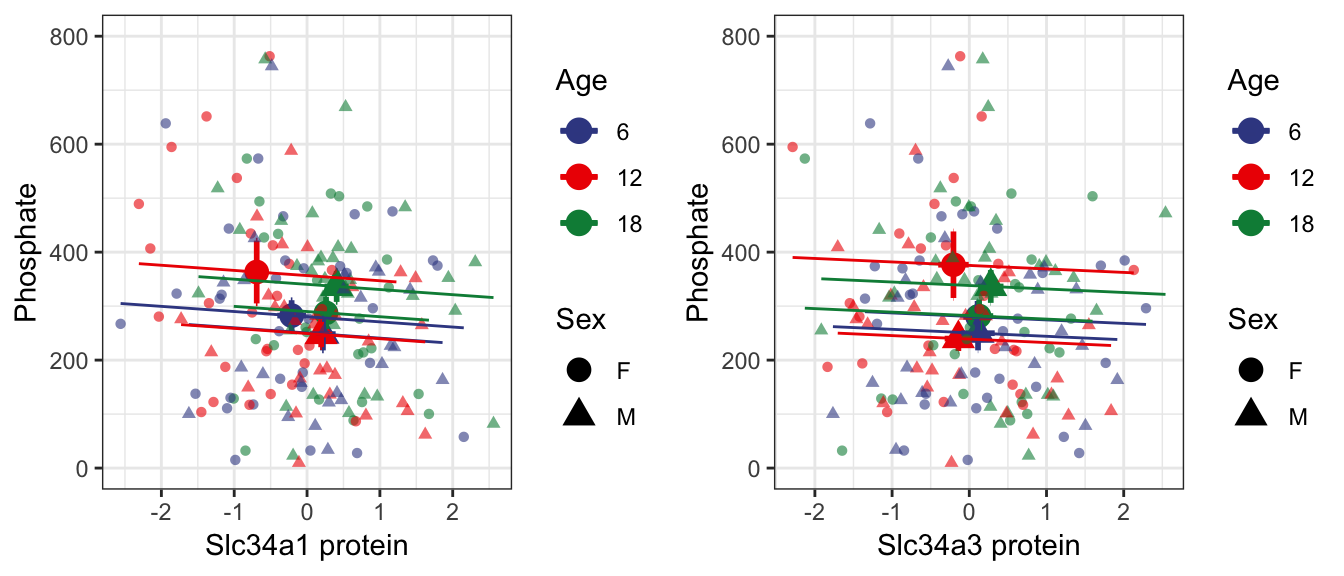 800
600
400
200
0
Phosphate
-2 -1 0 1 2
Slc34a1 protein
Age
6
12
18
Sex
F
M
800
600
400
200
0
Phosphate
-2 -1 0 1 2
Slc34a3 protein
Age
6
12
18
Sex
F
M